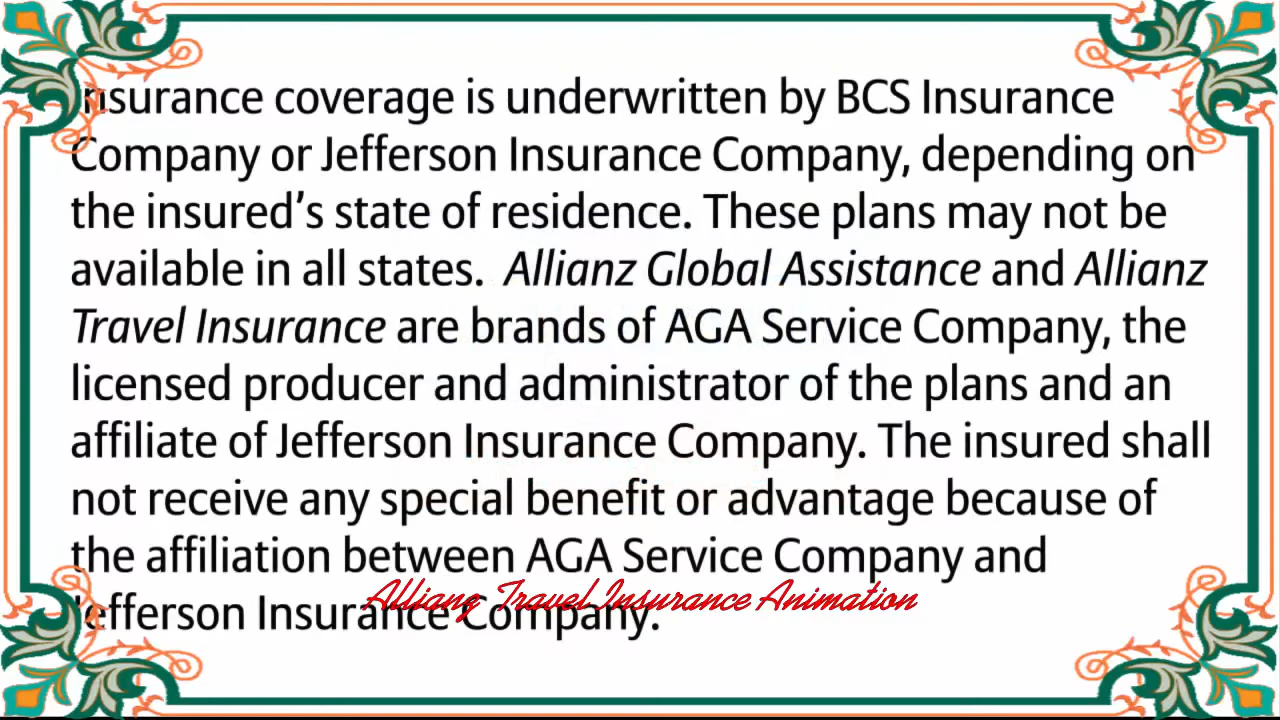 Insurance coverage is underwritten by BCS Insurance
Company or Jefferson Insurance Company, depending on
the insured’s state of residence. These plans may not be
available in all states. Allianz Global Assistance and Allianz
Travel Insurance are brands of AGA Service Company, the
licensed producer and administrator of the plans and an
affiliate of Jefferson Insurance Company. The insured shall
not receive any special benefit or advantage because of
the affiliation between AGA Service Company and
Jefferson Insurance Company.
Allianz Travel Insurance Animation